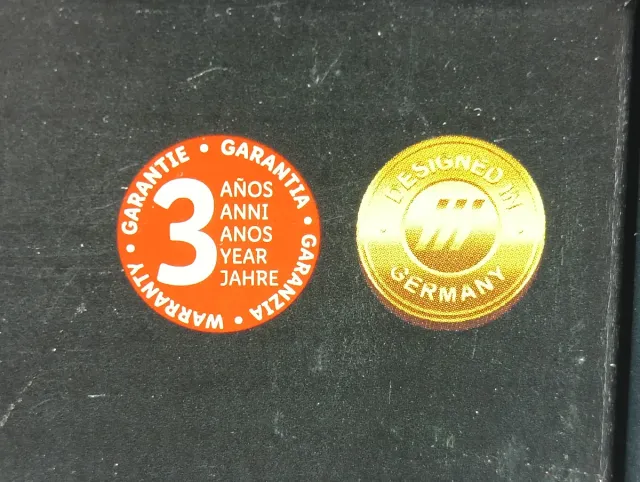 GARANTIE • GARANTIA • GARANZIA • WARRANTY •
3
AÑOS
ANNI
ANOS
YEAR
JAHRE
DESIGNED IN
GERMANY